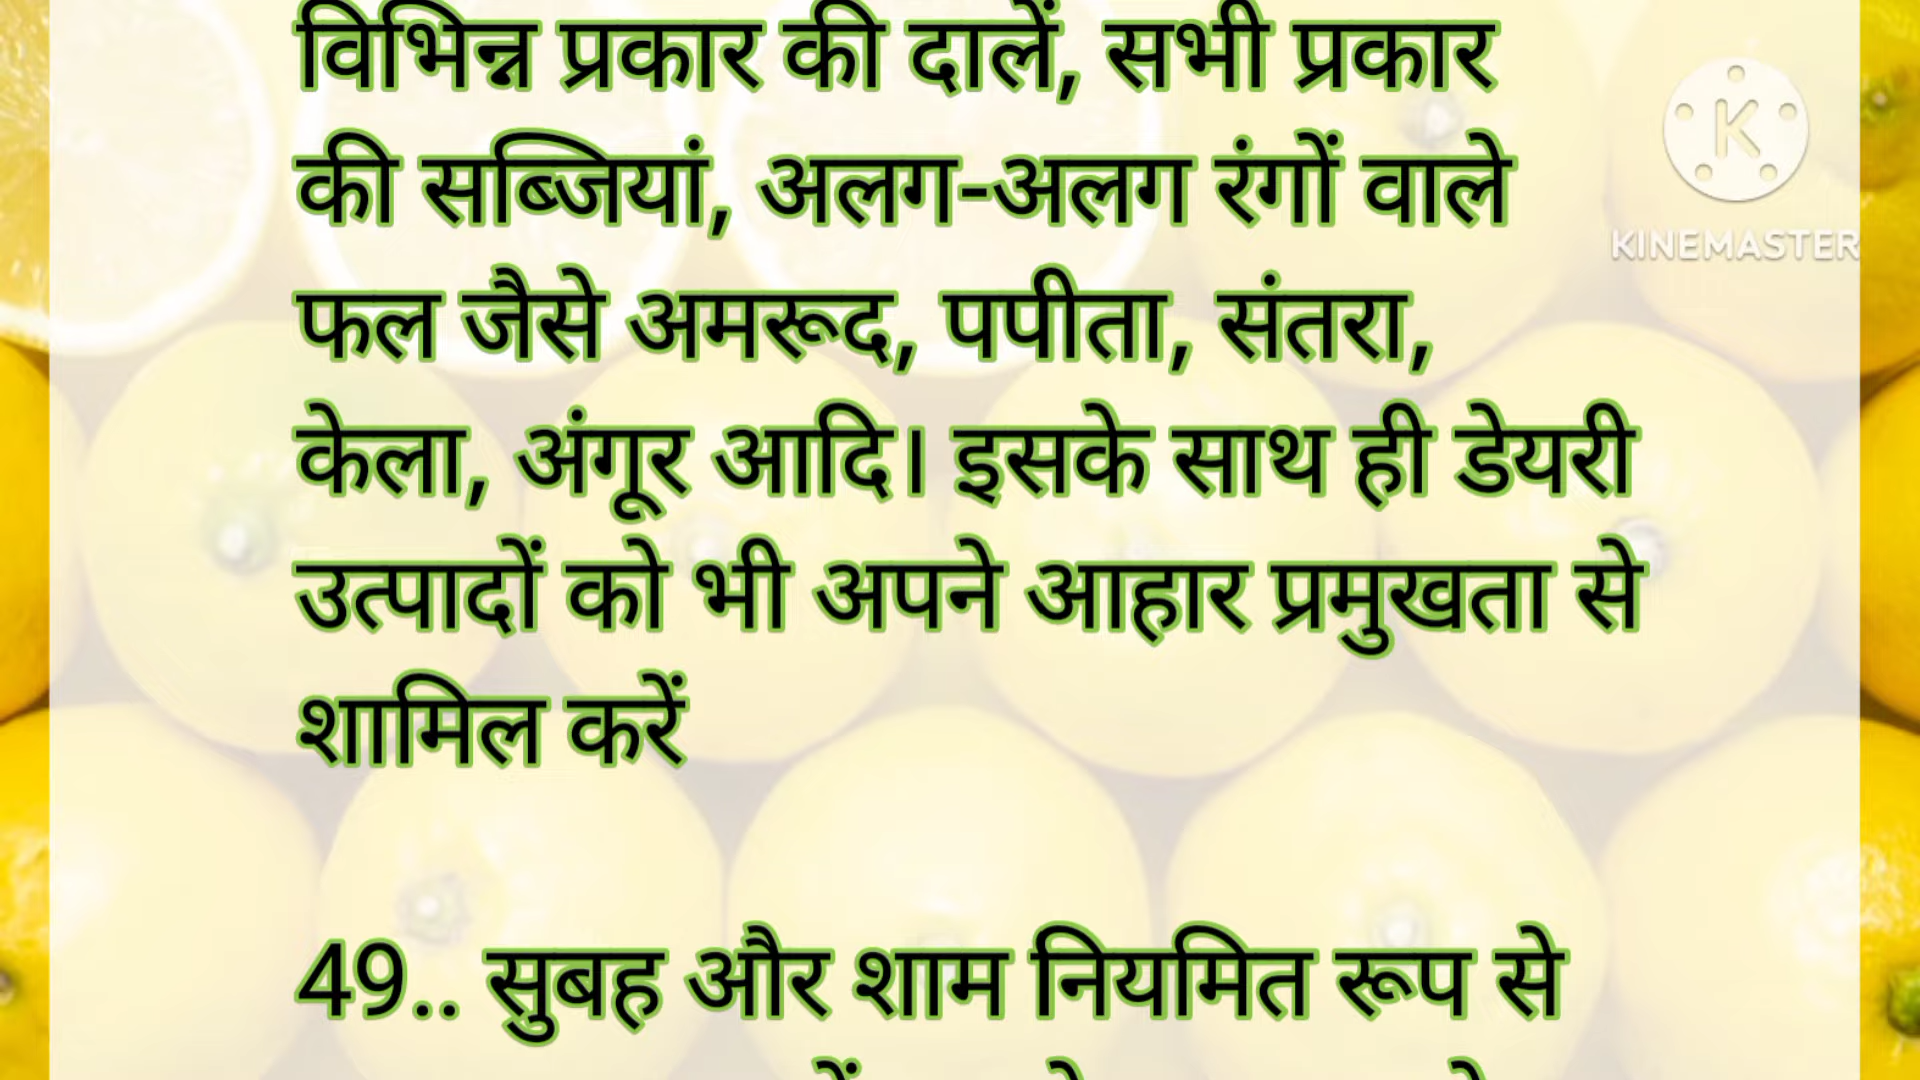 विभिन्न प्रकार की दालें, सभी प्रकार
की सब्जियां, अलग-अलग रंगों वाले
फल जैसे अमरूद, पपीता, संतरा,
केला, अंगूर आदि। इसके साथ ही डेयरी
उत्पादों को भी अपने आहार प्रमुखता से
शामिल करें
49.. सुबह और शाम नियमित रूप से
K
KINEMASTER